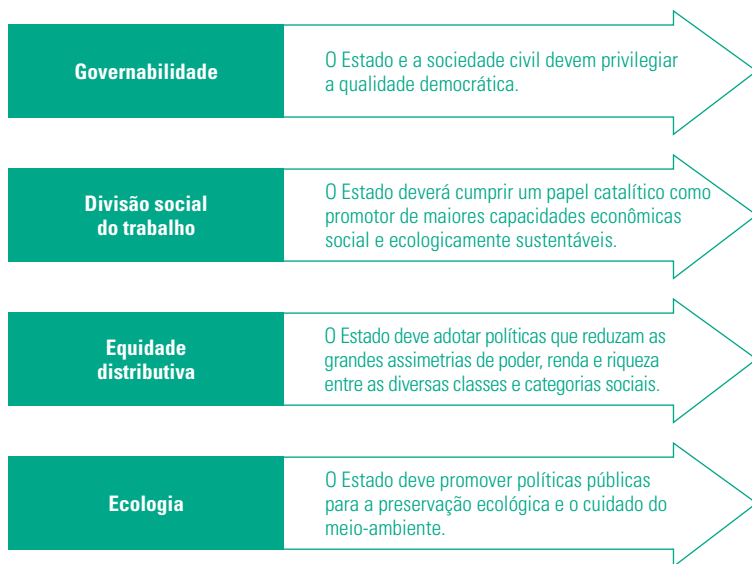 Governabilidade
O Estado e a sociedade civil devem privilegiar
a qualidade democrática.
Divisão social
do trabalho
O Estado deverá cumprir um papel catalítico como
promotor de maiores capacidades econômicas
social e ecologicamente sustentáveis.
Equidade
distributiva
O Estado deve adotar políticas que reduzam as
grandes assimetrias de poder, renda e riqueza
entre as diversas classes e categorias sociais.
Ecologia
O Estado deve promover políticas públicas
para a preservação ecológica e o cuidado do
meio-ambiente.